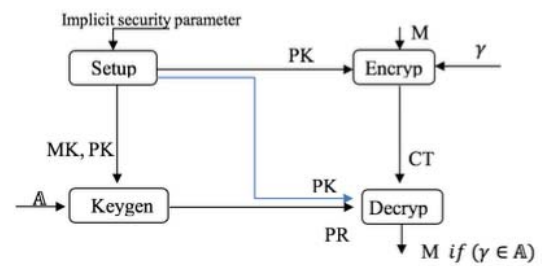 Implicit security parameter
M
PK
γ
Setup
Encryp
MK, PK
CT
𝔸
PK
Keygen
Decryp
PR
M if (γ ∈ 𝔸)